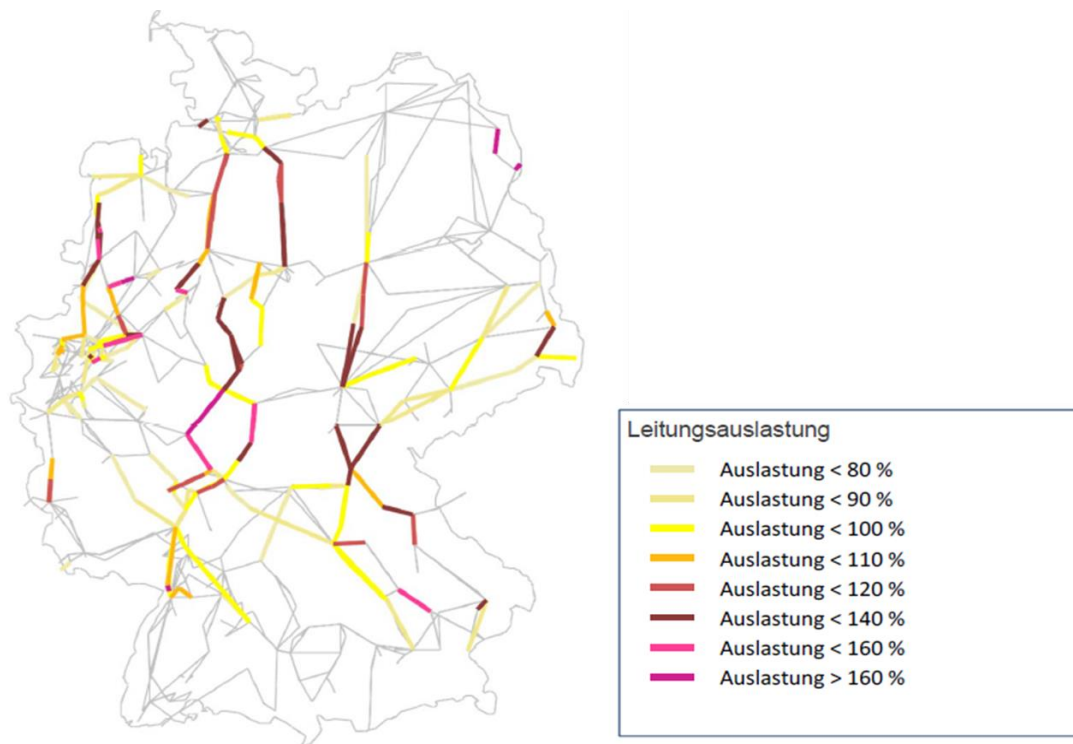 Leitungsauslastung
Auslastung < 80 %
Auslastung < 90 %
Auslastung < 100 %
Auslastung < 110 %
Auslastung < 120 %
Auslastung < 140 %
Auslastung < 160 %
Auslastung > 160 %